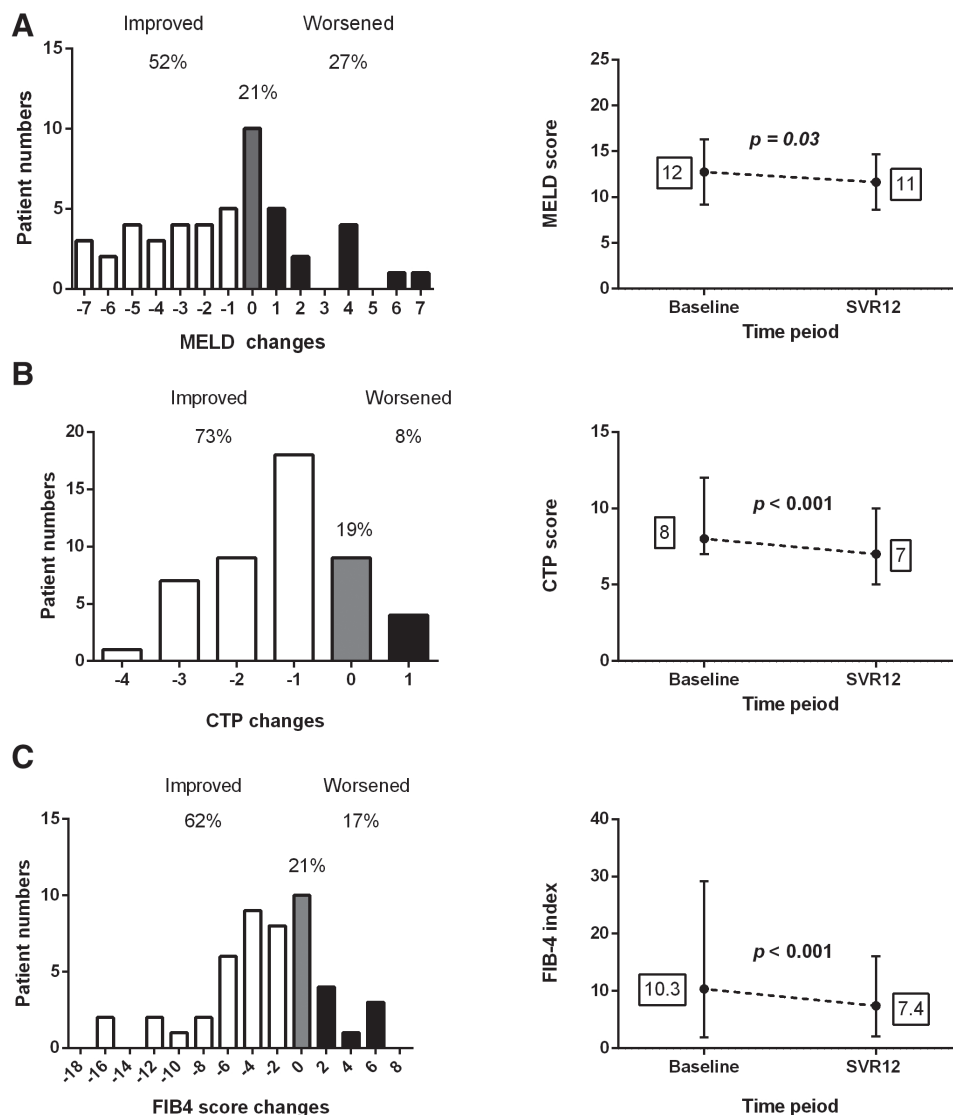 A
Improved Worsened
52% 27%
21%
15
10
5
0
Patient numbers
-7 -6 -5 -4 -3 -2 -1 0 1 2 3 4 5 6 7
MELD changes
25
20
15
10
5
0
MELD score
p = 0.03
12
11
Baseline SVR12
Time peiod
B
Improved Worsened
73% 8%
19%
20
15
10
5
0
Patient numbers
-4 -3 -2 -1 0 1
CTP changes
15
10
5
0
CTP score
p < 0.001
8
7
Baseline SVR12
Time peiod
C
Improved Worsened
62% 17%
21%
15
10
5
0
Patient numbers
-18 -16 -14 -12 -10 -8 -6 -4 -2 0 2 4 6 8
FIB4 score changes
40
30
20
10
0
FIB-4 index
p < 0.001
10.3
7.4
Baseline SVR12
Time peiod